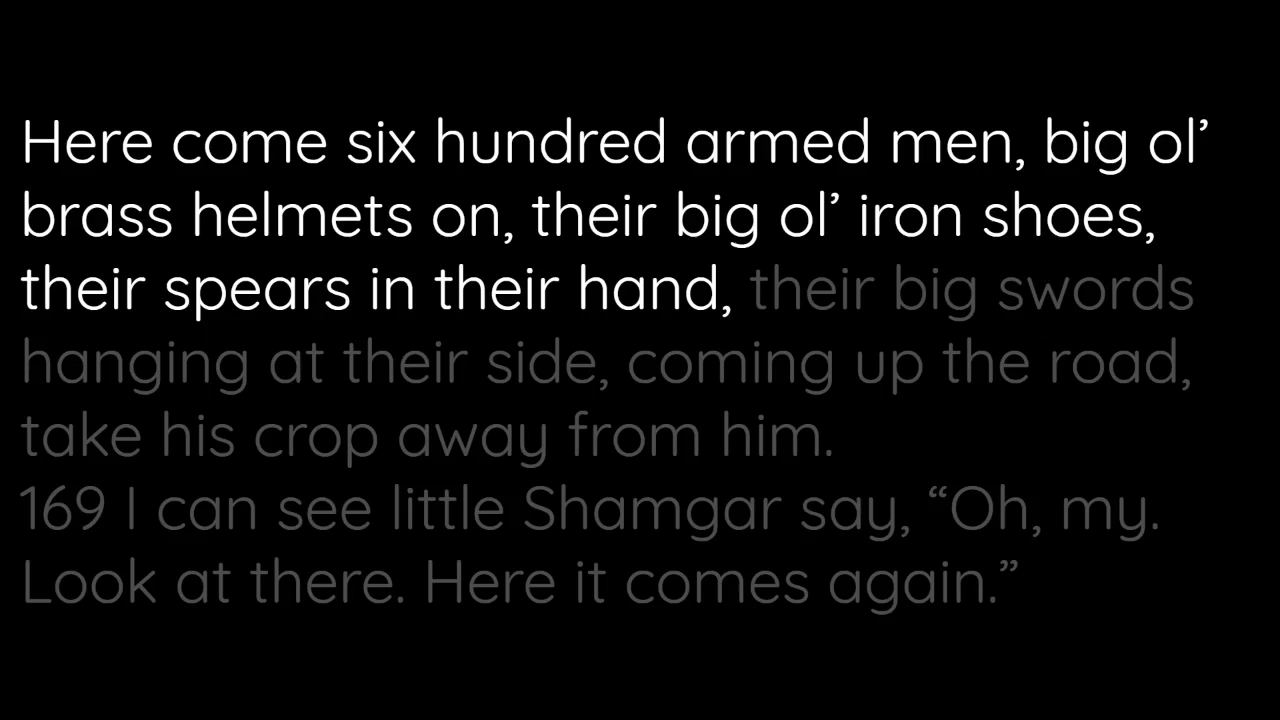 Here come six hundred armed men, big ol’
brass helmets on, their big ol’ iron shoes,
their spears in their hand, their big swords
hanging at their side, coming up the road,
take his crop away from him.
169 I can see little Shamgar say, “Oh, my.
Look at there. Here it comes again.”